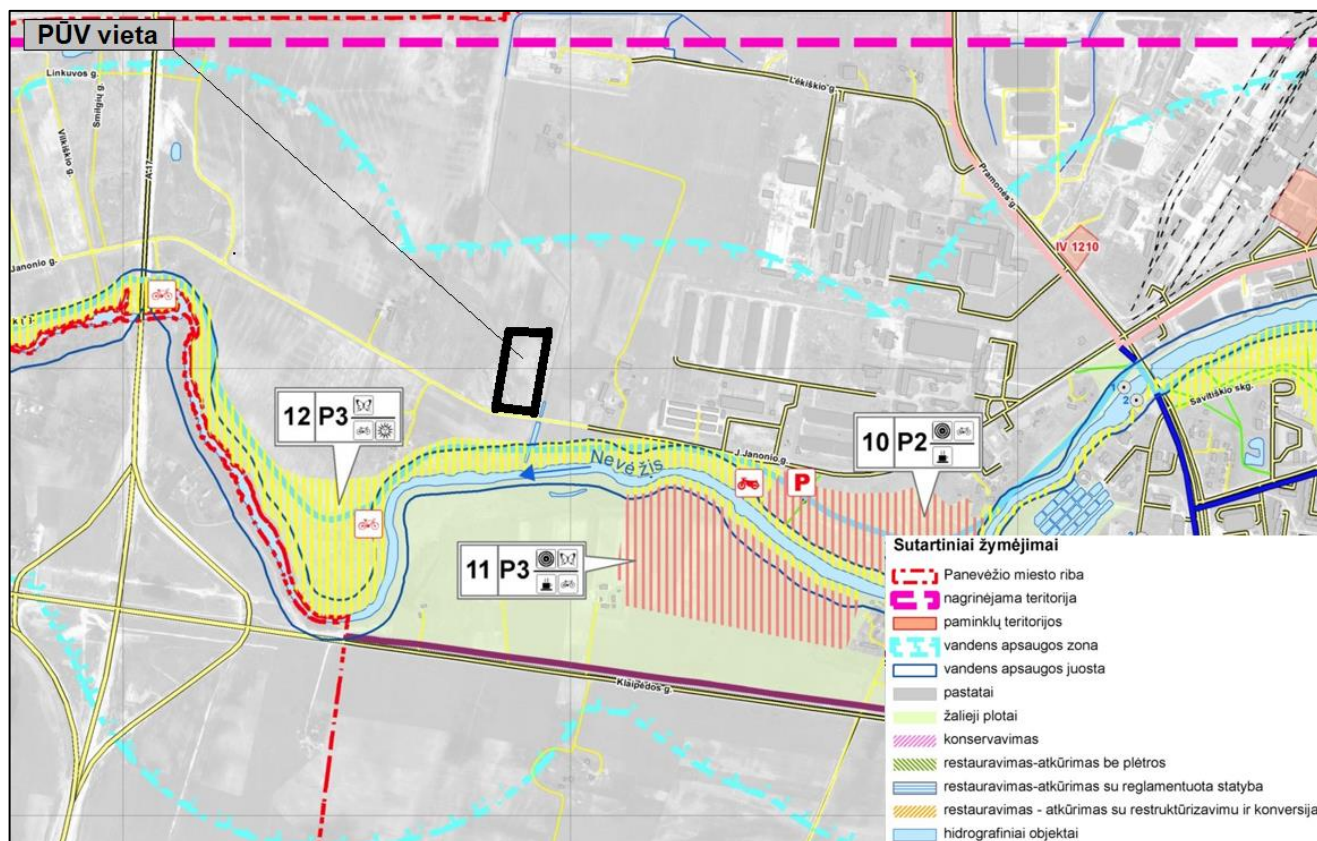 PŪV vieta
Linkuvos g.
Smilgių g.
Vilkiškio g.
A 17
Lėkiškio g.
Pramonės g.
IV 1210
Janonio g.
12 P3
10 P2
J.Janonio g.
Nevėžis
P
11 P3
1
2
Savitiškio skg.
Klaipėdos g.
Sutartiniai žymėjimai
Panevėžio miesto riba
nagrinėjama teritorija
paminklų teritorijos
vandens apsaugos zona
vandens apsaugos juosta
pastatai
žalieji plotai
konservavimas
restauravimas-atkūrimas be plėtros
restauravimas-atkūrimas su reglamentuota statyba
restauravimas - atkūrimas su restruktūrizavimu ir konversija
hidrografiniai objektai